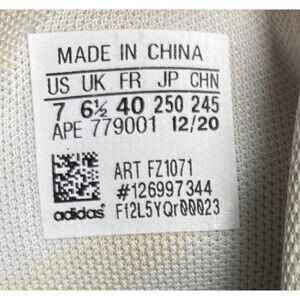 MADE IN CHINA
US UK FR JP CHN
7 6½ 40 250 245
APE 779001 12/20
ART FZ1071
#126997344
adidas F12L5YQr00023